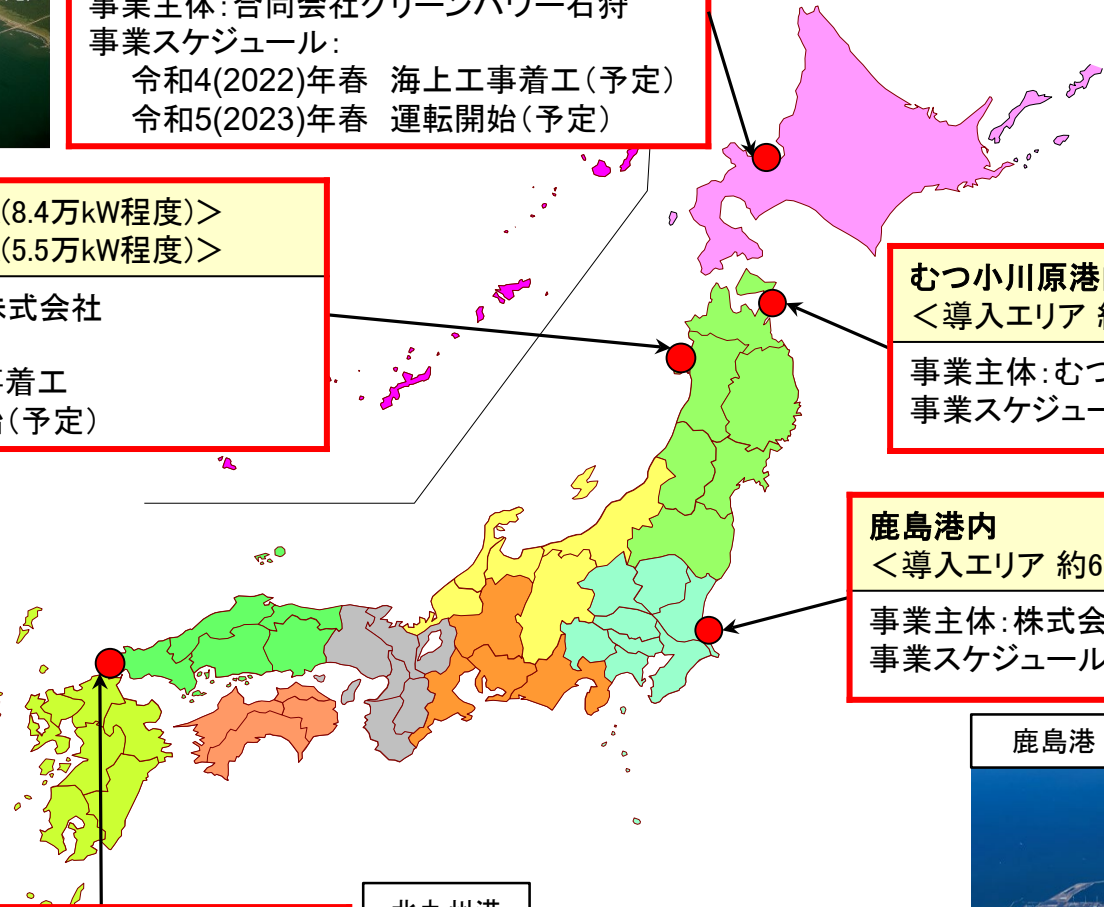 事業主体：合同会社グリーンパワー石狩
事業スケジュール：
令和4(2022)年春 海上工事着工（予定）
令和5(2023)年春 運転開始（予定）
(8.4万kW程度)＞
(5.5万kW程度)＞
株式会社
着工
（予定）
むつ小川原港
＜導入エリア
事業主体：むつ
事業スケジュー
鹿島港内
＜導入エリア 約6
事業主体：株式会
事業スケジュール
鹿島港
北九州港